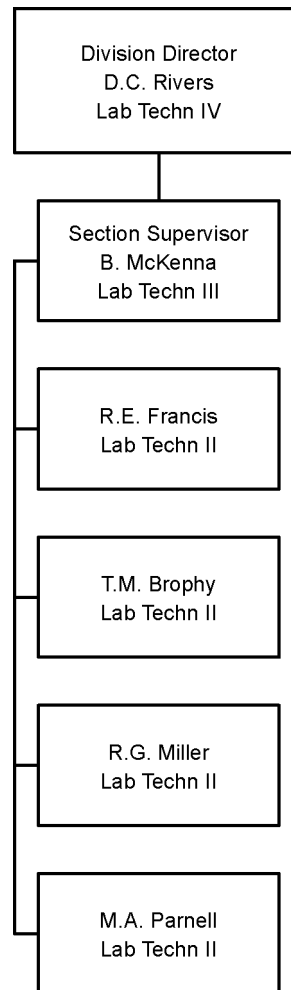 Division Director
D.C. Rivers
Lab Techn IV
Section Supervisor
B. McKenna
Lab Techn III
R.E. Francis
Lab Techn II
T.M. Brophy
Lab Techn II
R.G. Miller
Lab Techn II
M.A. Parnell
Lab Techn II